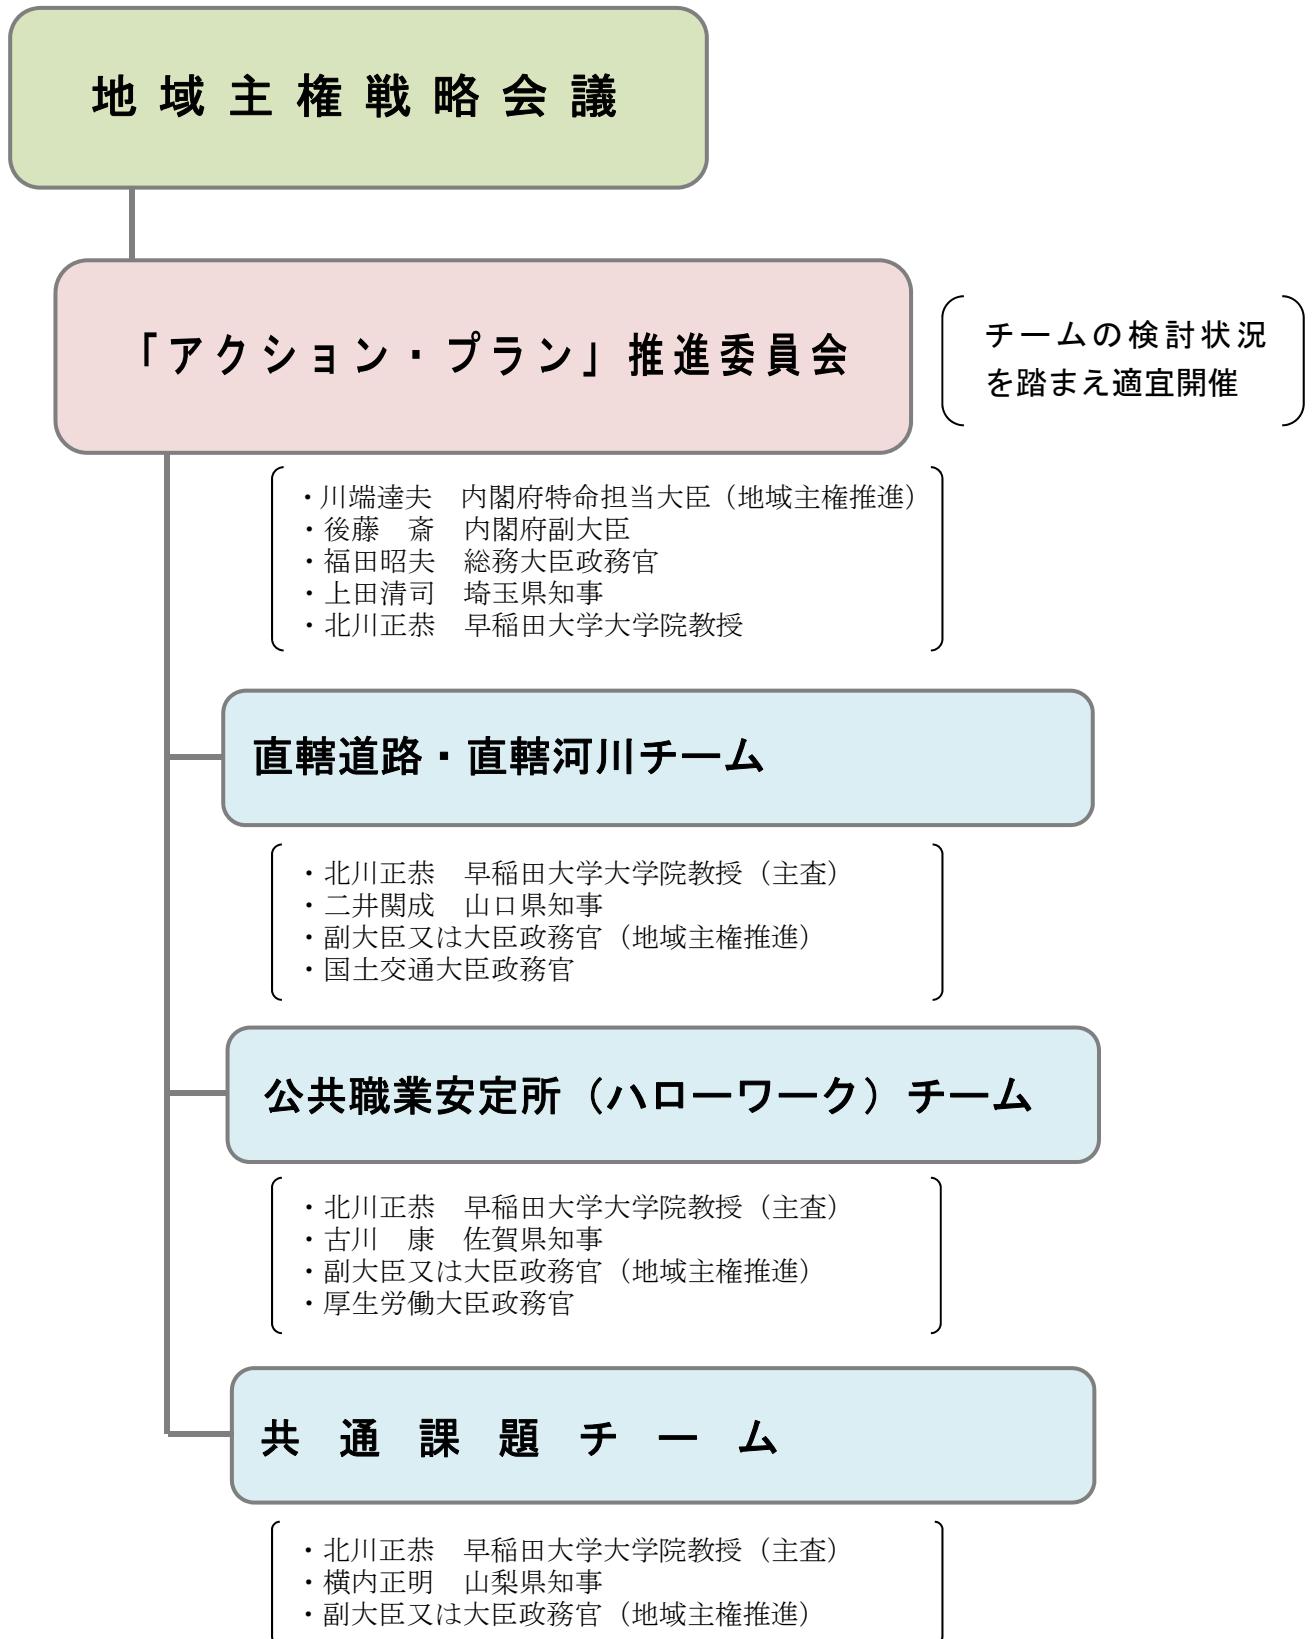 地域主権戦略会議
「アクション・プラン」推進委員会
チームの検討状況
を踏まえ適宜開催
・川端達夫　内閣府特命担当大臣（地域主権推進）
・後藤　斎　内閣府副大臣
・福田昭夫　総務大臣政務官
・上田清司　埼玉県知事
・北川正恭　早稲田大学大学院教授
直轄道路・直轄河川チーム
・北川正恭　早稲田大学大学院教授（主査）
・二井関成　山口県知事
・副大臣又は大臣政務官（地域主権推進）
・国土交通大臣政務官
公共職業安定所（ハローワーク）チーム
・北川正恭　早稲田大学大学院教授（主査）
・古川　康　佐賀県知事
・副大臣又は大臣政務官（地域主権推進）
・厚生労働大臣政務官
共通課題チーム
・北川正恭　早稲田大学大学院教授（主査）
・横内正明　山梨県知事
・副大臣又は大臣政務官（地域主権推進）